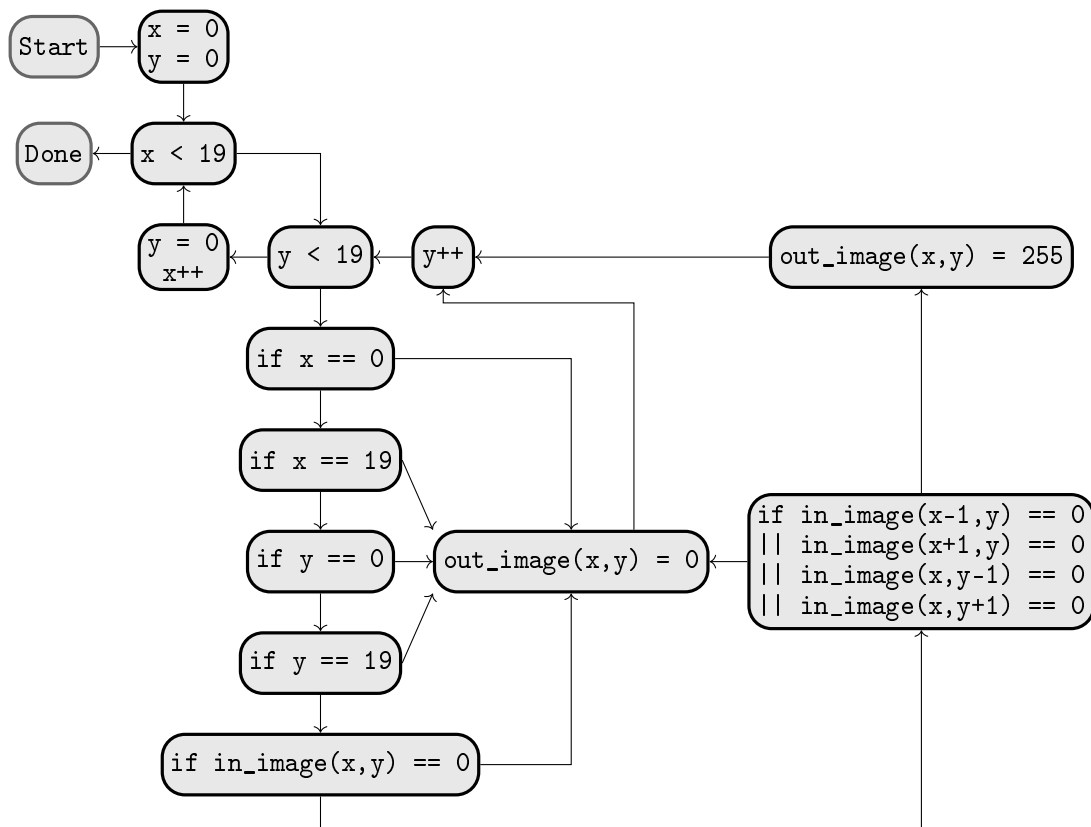 Start
x = 0
y = 0
Done
x < 19
y = 0
x++
y < 19
y++
out_image(x,y) = 255
if x == 0
if x == 19
if y == 0
out_image(x,y) = 0
if in_image(x-1,y) == 0
|| in_image(x+1,y) == 0
|| in_image(x,y-1) == 0
|| in_image(x,y+1) == 0
if y == 19
if in_image(x,y) == 0